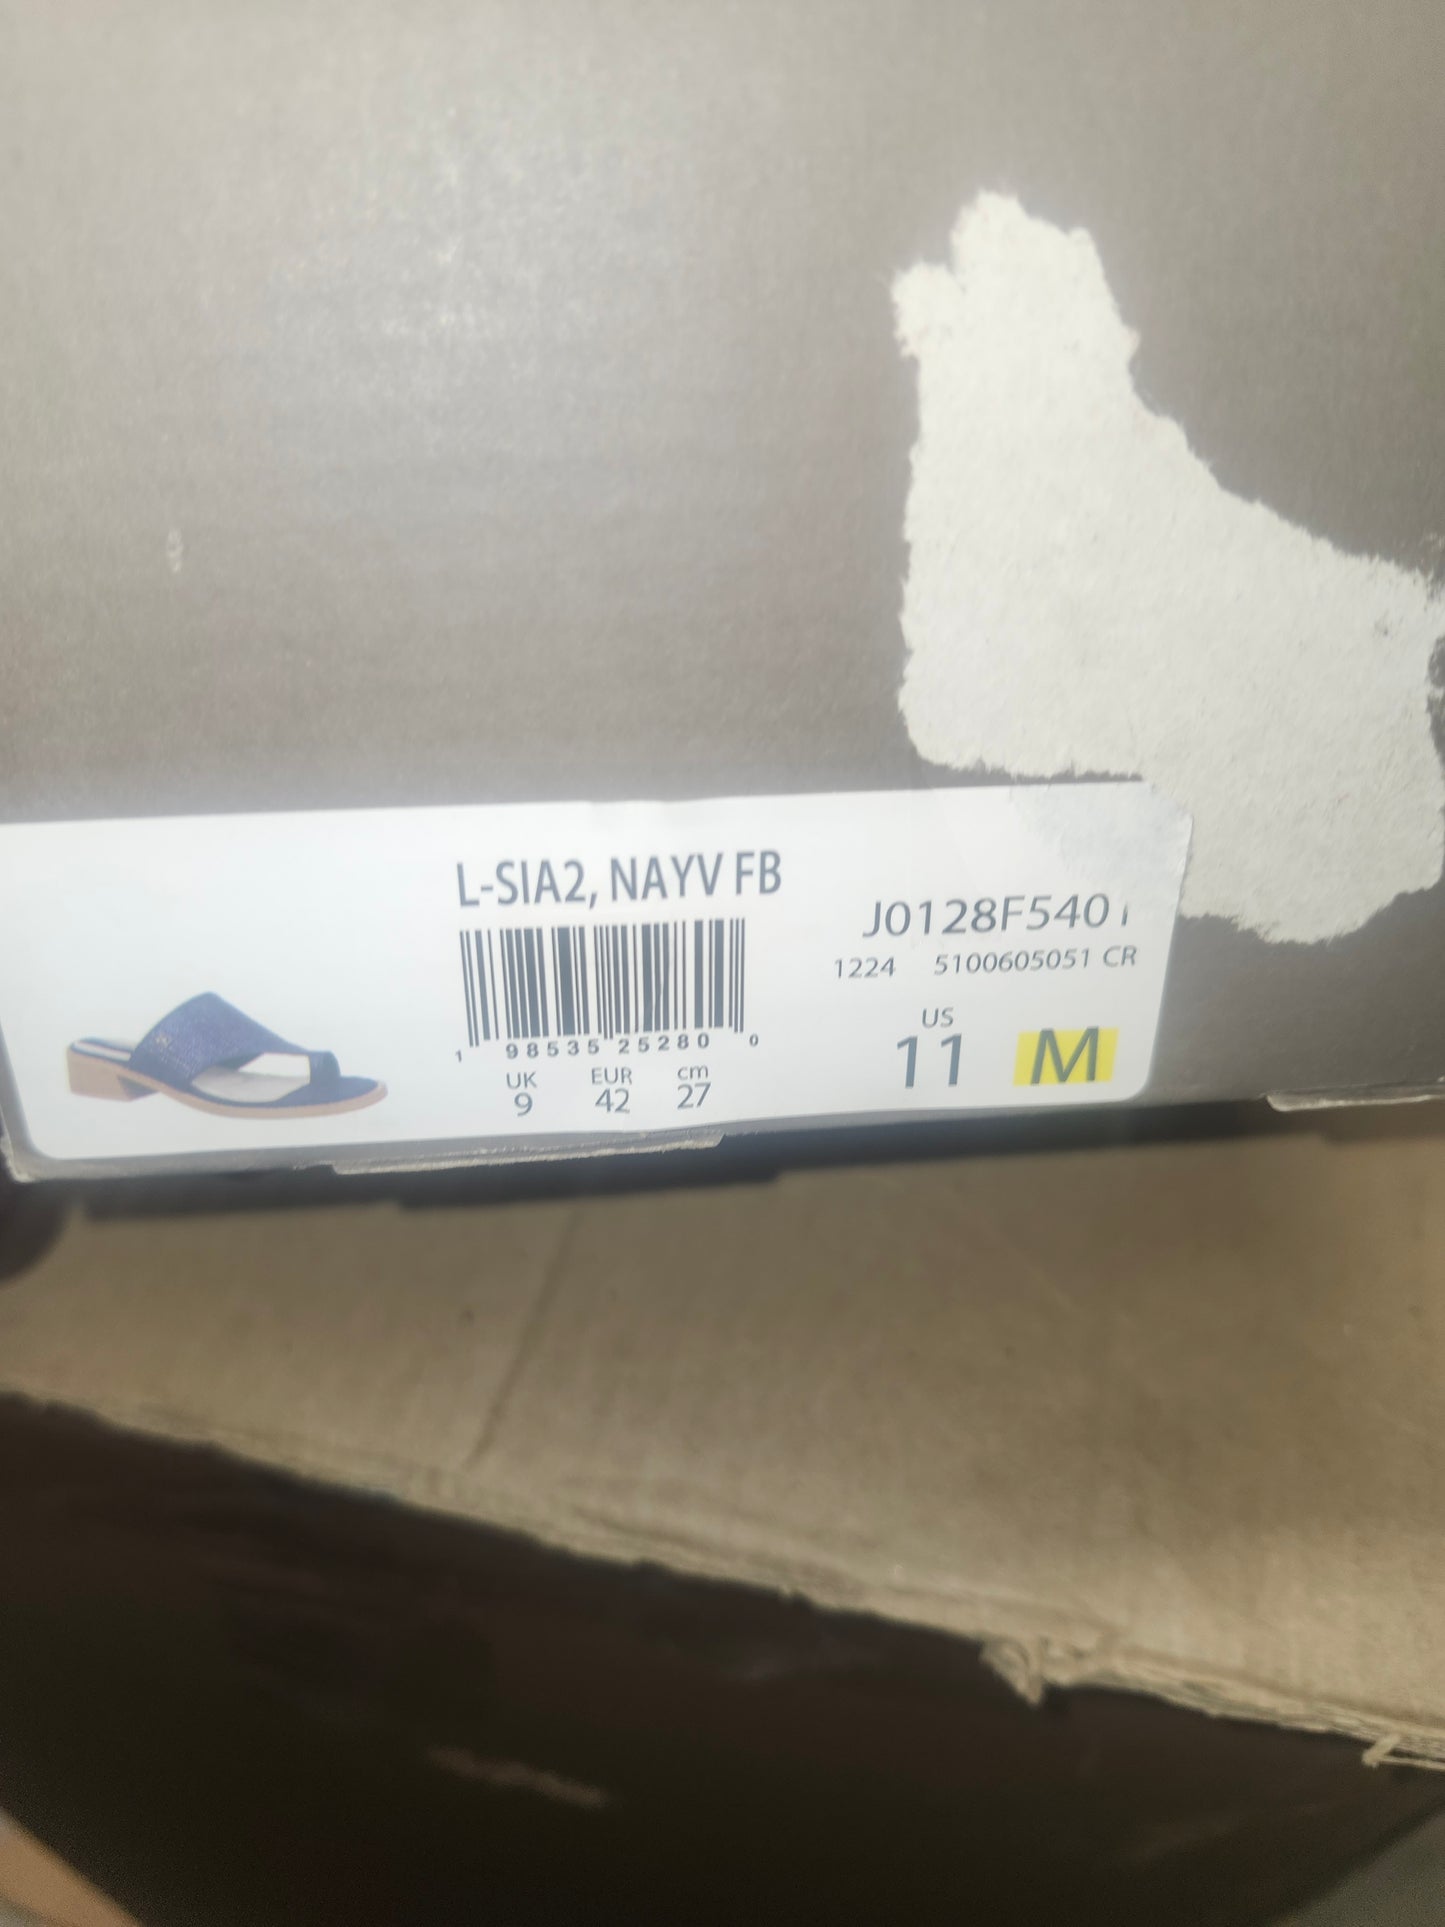 L-SIA2, NAYV FB
1 98535 25280 0
UK EUR cm
9 42 27
J0128F540
1224 5100605051 CR
US
11 M